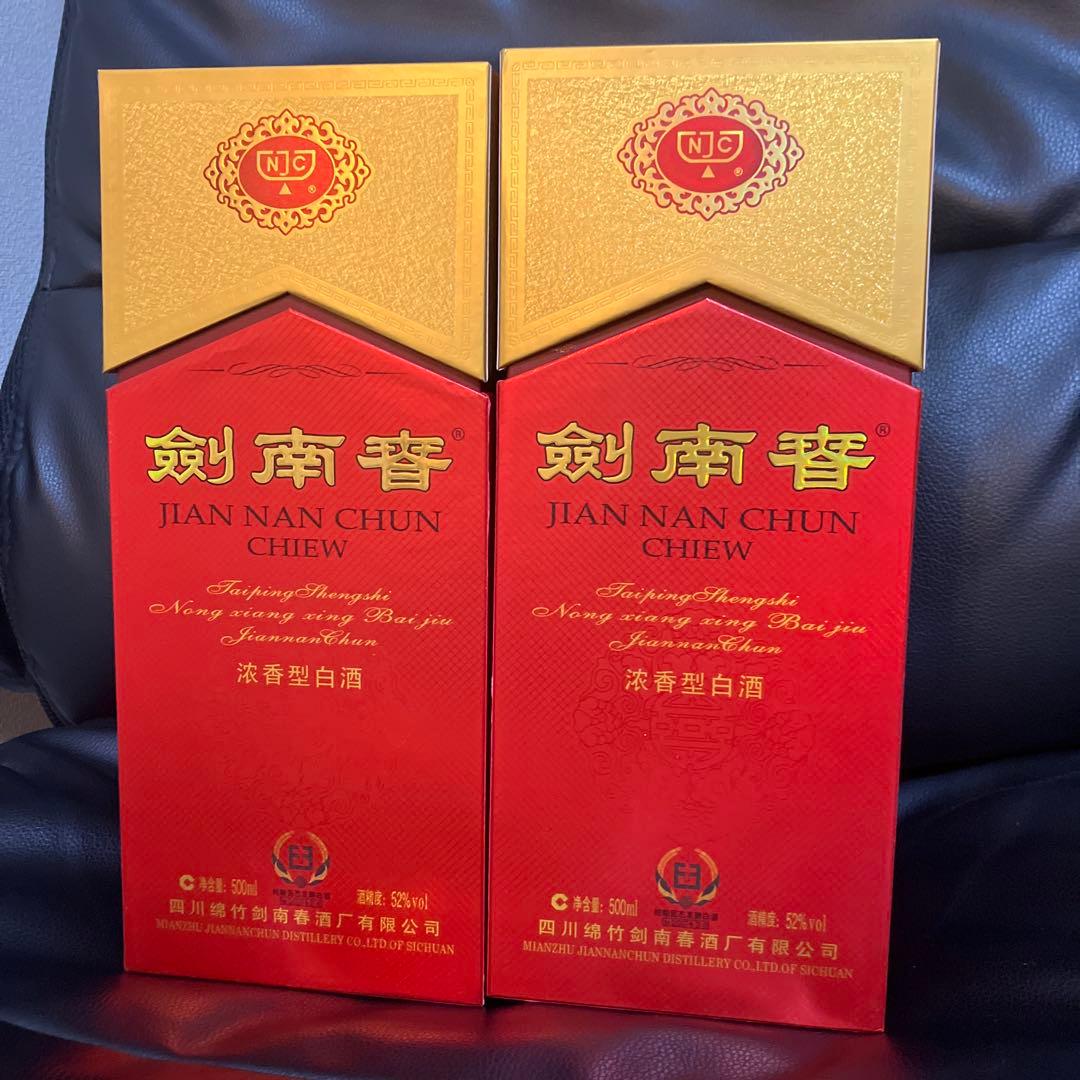 NJC
®
劍南春®
JIAN NAN CHUN
CHIEW
TaipingShengshi
Nong xiang xing Bai jiu
JiannanChun
浓香型白酒
净含量: 500ml 酒精度: 52%vol
四川绵竹剑南春酒厂有限公司
MIANZHU JIANNANCHUN DISTILLERY CO.,LTD.OF SICHUAN
NJC
®
劍南春®
JIAN NAN CHUN
CHIEW
TaipingShengshi
Nong xiang xing Bai jiu
JiannanChun
浓香型白酒
净含量: 500ml 酒精度: 52%vol
四川绵竹剑南春酒厂有限公司
MIANZHU JIANNANCHUN DISTILLERY CO.,LTD.OF SICHUAN